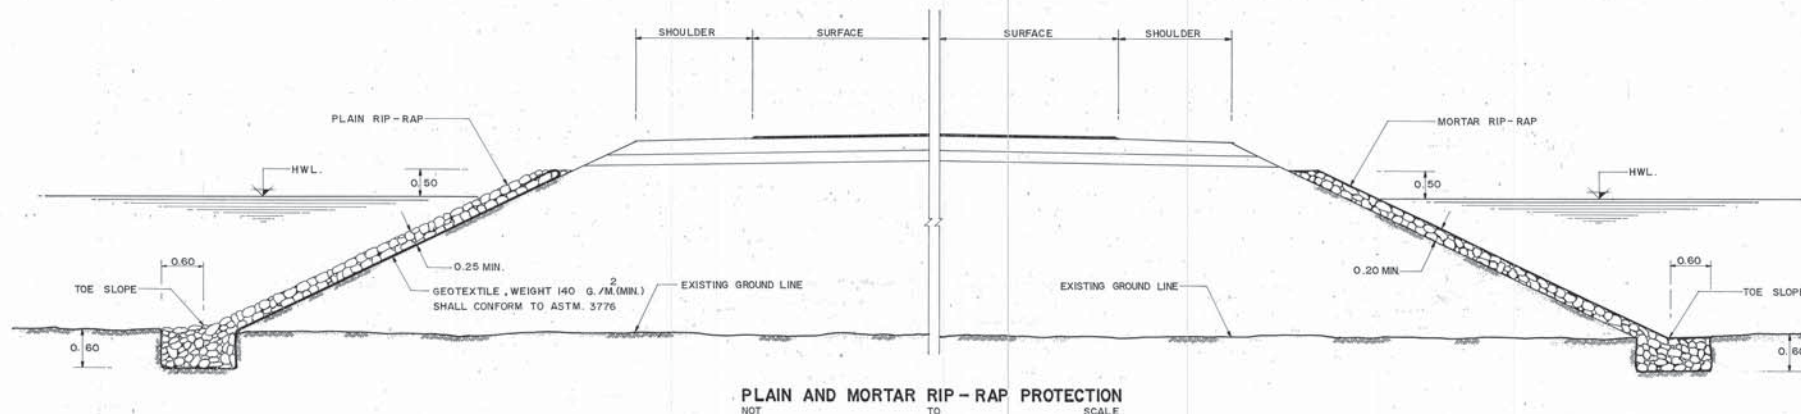 SHOULDER SURFACE SURFACE SHOULDER
PLAIN RIP-RAP
MORTAR RIP-RAP
HWL.
0.50
0.50
HWL.
0.60
0.25 MIN.
0.20 MIN.
0.60
TOE SLOPE
GEOTEXTILE, WEIGHT 140 G./M.²(MIN.)
SHALL CONFORM TO ASTM. 3776
EXISTING GROUND LINE
EXISTING GROUND LINE
TOE SLOPE
0.60
0.60
PLAIN AND MORTAR RIP-RAP PROTECTION
NOT TO SCALE